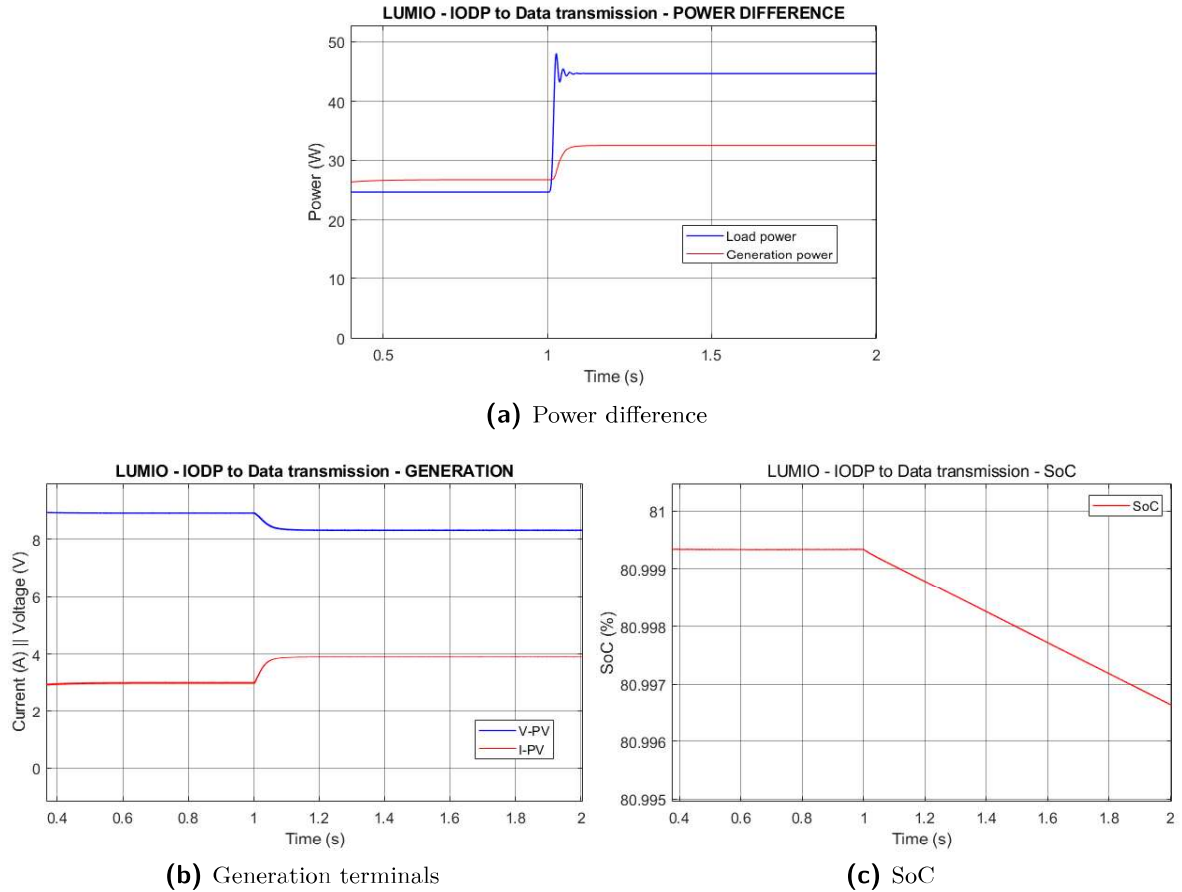 LUMIO - IODP to Data transmission - POWER DIFFERENCE
50
40
30
20
10
0
Power (W)
Load power
Generation power
0.5 1 1.5 2
Time (s)
(a) Power difference
LUMIO - IODP to Data transmission - GENERATION
8
6
4
2
0
Current (A) || Voltage (V)
V-PV
I-PV
0.4 0.6 0.8 1 1.2 1.4 1.6 1.8 2
Time (s)
(b) Generation terminals
LUMIO - IODP to Data transmission - SoC
SoC
81
80.999
80.998
80.997
80.996
80.995
SoC (%)
0.4 0.6 0.8 1 1.2 1.4 1.6 1.8 2
Time (s)
(c) SoC